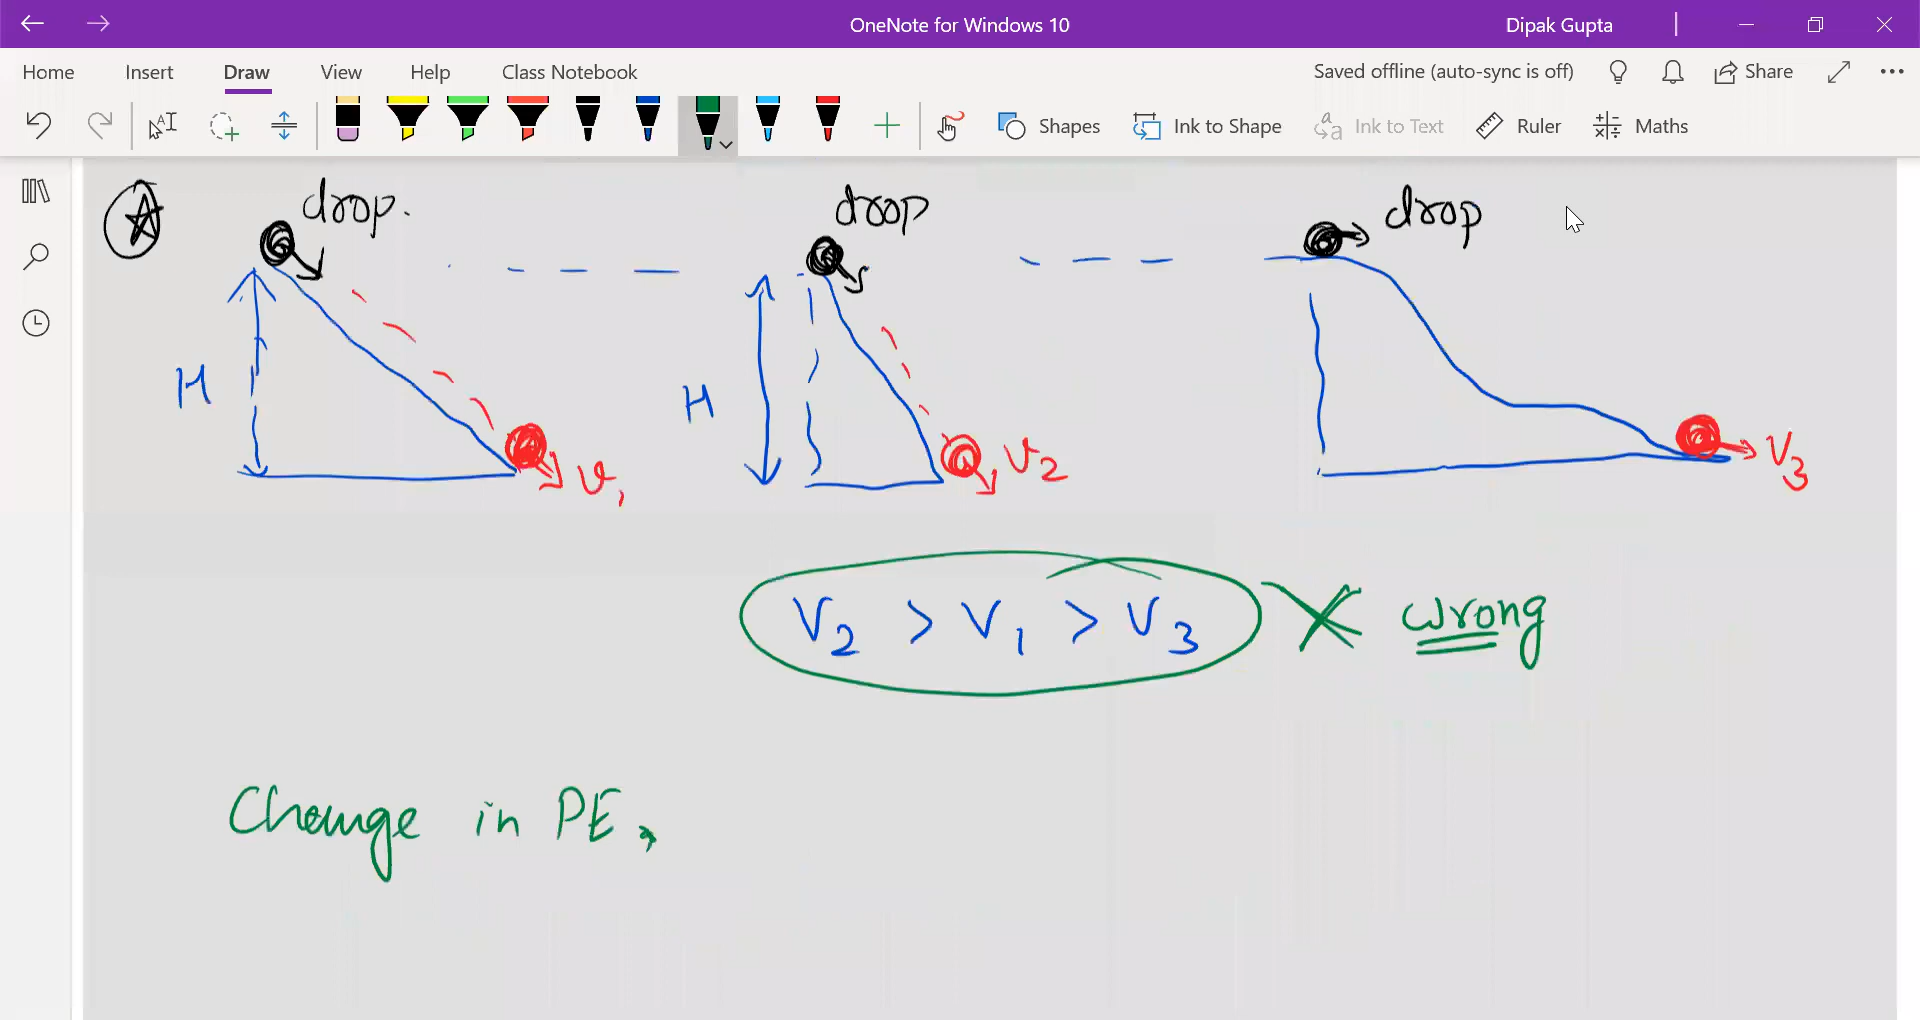 OneNote for Windows 10
Dipak Gupta
Home Insert Draw View Help Class Notebook
Saved offline (auto-sync is off) Share
Shapes Ink to Shape Ink to Text Ruler Maths
drop. drop drop
H H
v1 V2 V3
V2 > V1 > V3 X wrong
Change in PE,